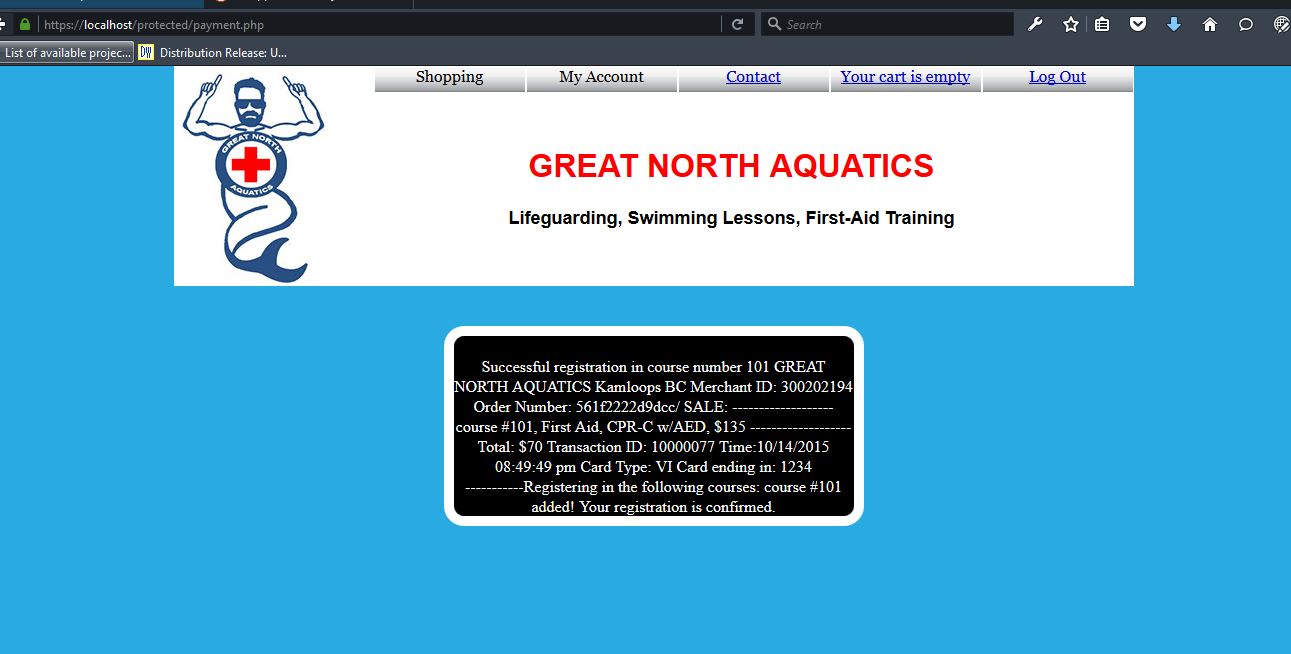 https://localhost/protected/payment.php
Search
List of available projec...
DW Distribution Release: U...
Shopping My Account Contact Your cart is empty Log Out
GREAT NORTH
AQUATICS
GREAT NORTH AQUATICS
Lifeguarding, Swimming Lessons, First-Aid Training
Successful registration in course number 101 GREAT
NORTH AQUATICS Kamloops BC Merchant ID: 300202194
Order Number: 561f2222d9dcc/ SALE: -------------------
course #101, First Aid, CPR-C w/AED, $135 -------------------
Total: $70 Transaction ID: 10000077 Time:10/14/2015
08:49:49 pm Card Type: VI Card ending in: 1234
-----------Registering in the following courses: course #101
added! Your registration is confirmed.